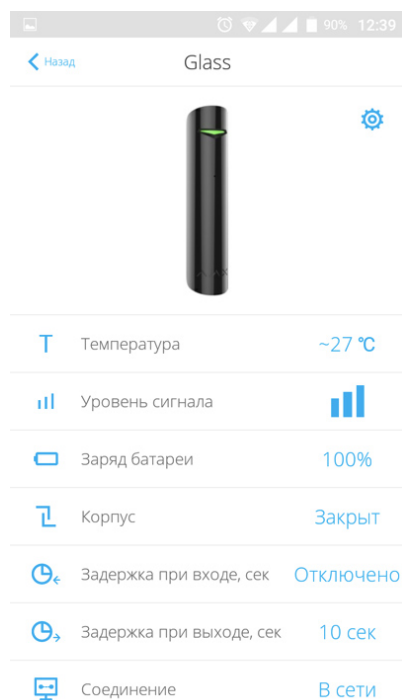 90% 12:39
Назад
Glass
AJAX
Температура ~27 °C
Уровень сигнала
Заряд батареи 100%
Корпус Закрыт
Задержка при входе, сек Отключено
Задержка при выходе, сек 10 сек
Соединение В сети